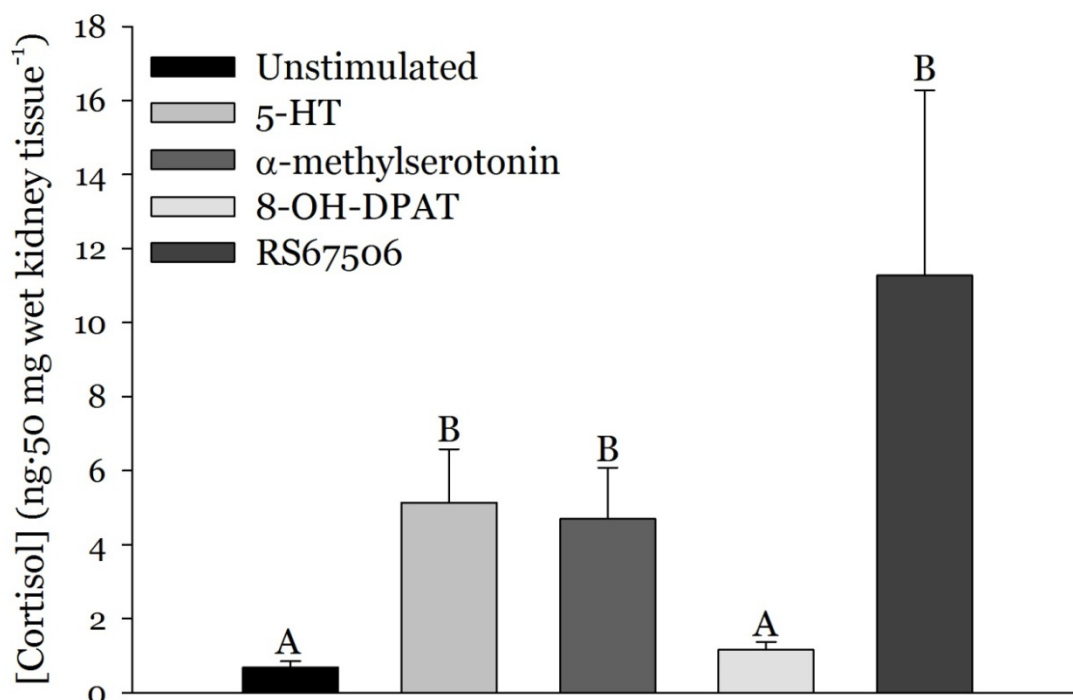 [Cortisol] (ng·50 mg wet kidney tissue⁻¹)
18
16
14
12
10
8
6
4
2
0
Unstimulated
5-HT
α-methylserotonin
8-OH-DPAT
RS67506
A
B
B
A
B